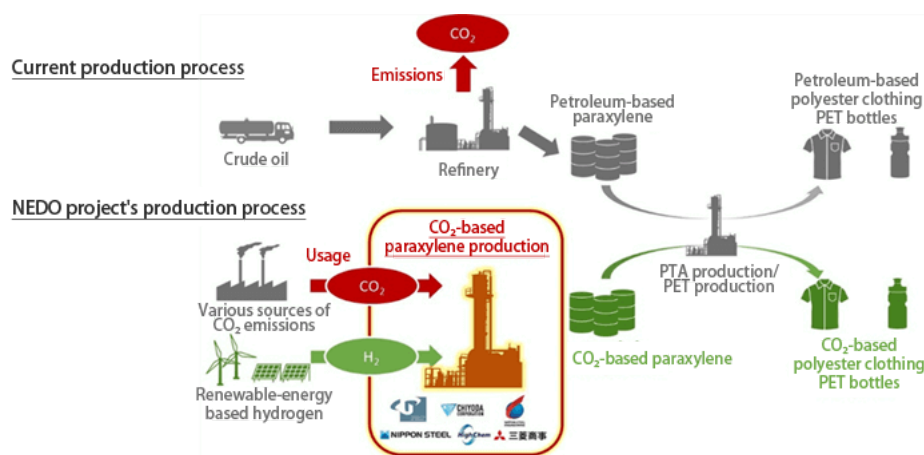 CO₂
Current production process
Emissions
Petroleum-based
paraxylene
Petroleum-based
polyester clothing
PET bottles
Crude oil
Refinery
NEDO project's production process
CO₂-based
paraxylene production
Usage
CO₂
PTA production/
PET production
Various sources of
CO₂ emissions
H₂
CO₂-based paraxylene
CO₂-based
polyester clothing
PET bottles
Renewable-energy
based hydrogen
CHIYODA
CORPORATION
NIPPON STEEL
HighChem
三菱商事